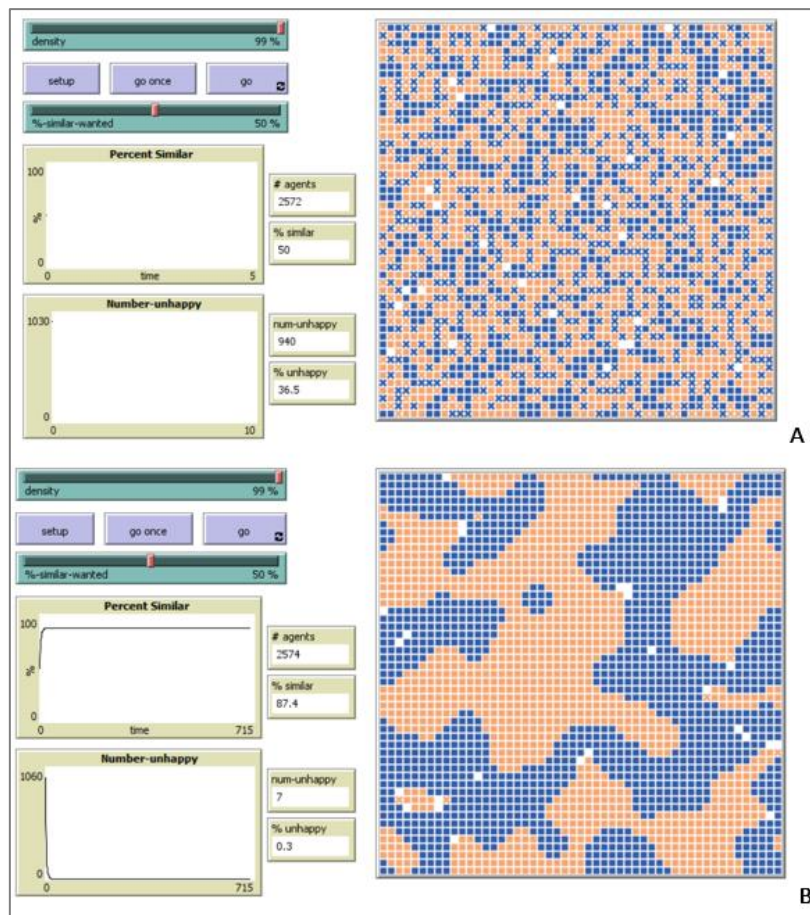 density 99 %
setup go once go
%-similar-wanted 50 %
Percent Similar
100
%
0
0 time 5
# agents
2572
% similar
50
Number-unhappy
1030
0
0 10
num-unhappy
940
% unhappy
36.5
A
density 99 %
setup go once go
%-similar-wanted 50 %
Percent Similar
100
%
0
0 time 715
# agents
2574
% similar
87.4
Number-unhappy
1060
0
0 715
num-unhappy
7
% unhappy
0.3
B